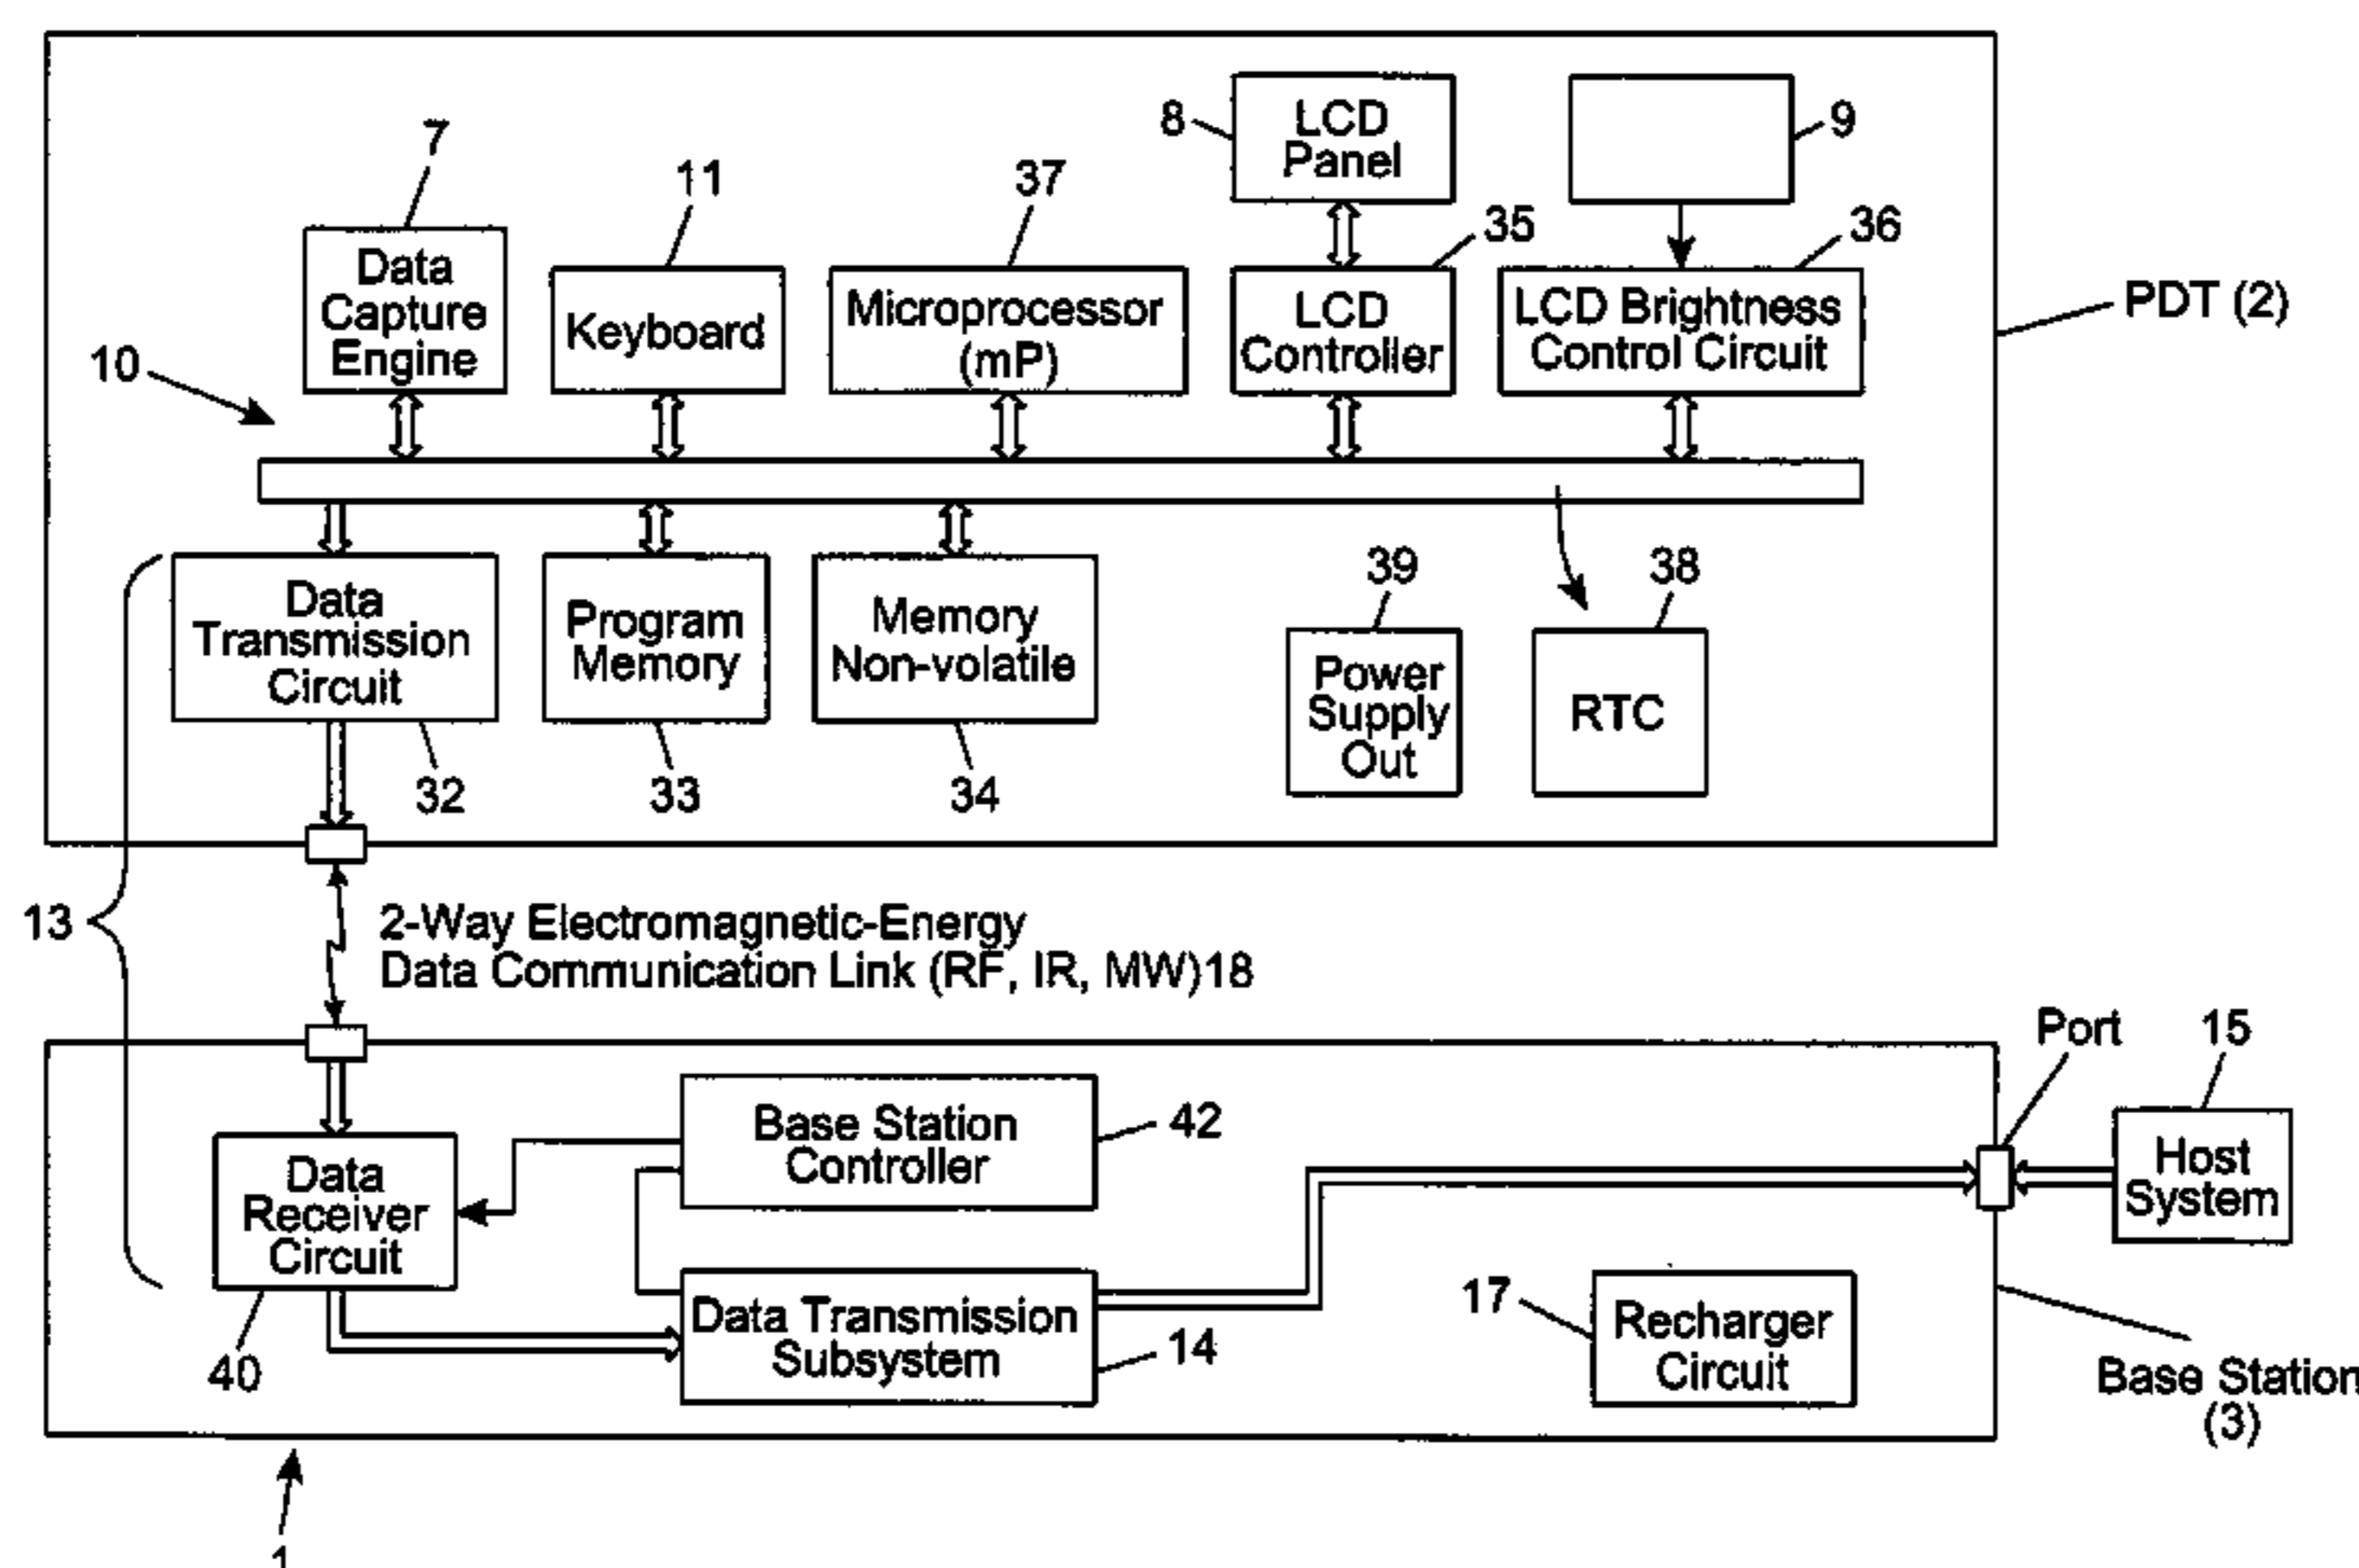 8
LCD
Panel
9
7
11
37
35
36
Data
Capture
Engine
Keyboard
Microprocessor
(mP)
LCD
Controller
LCD Brightness
Control Circuit
PDT (2)
10
39
38
Data
Transmission
Circuit
Program
Memory
Memory
Non-volatile
Power
Supply
Out
RTC
32
33
34
13
2-Way Electromagnetic-Energy
Data Communication Link (RF, IR, MW)18
Port
15
Base Station
Controller
42
Host
System
Data
Receiver
Circuit
40
Data Transmission
Subsystem
14
17
Recharger
Circuit
Base Station
(3)
1